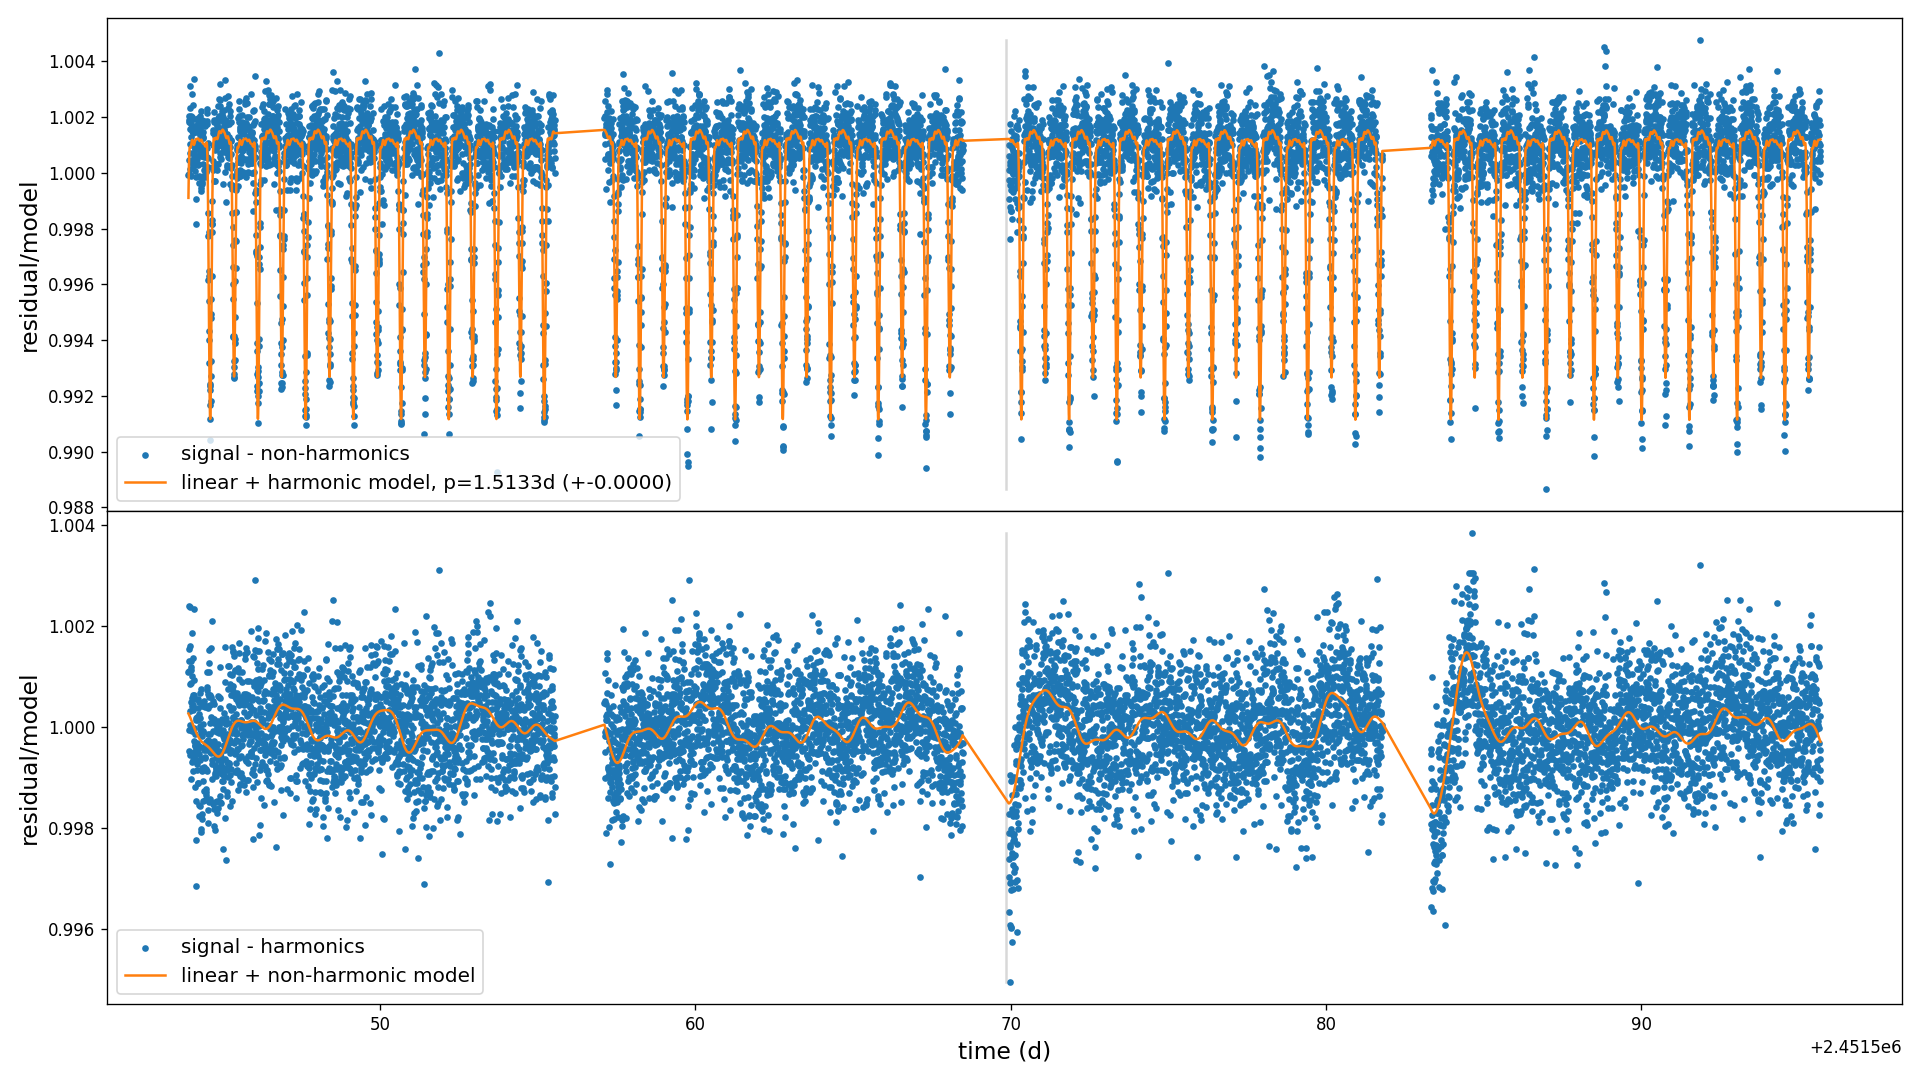 1.004
1.002
1.000
0.998
0.996
0.994
0.992
0.990
0.988
residual/model
signal - non-harmonics
linear + harmonic model, p=1.5133d (+-0.0000)
1.004
1.002
1.000
0.998
0.996
residual/model
signal - harmonics
linear + non-harmonic model
50
60
70
80
90
time (d)
+2.4515e6